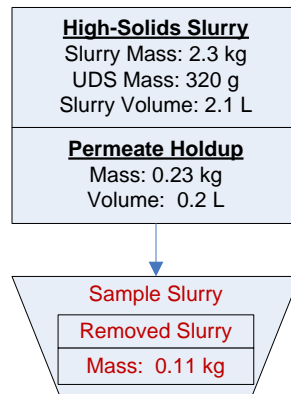 High-Solids Slurry
Slurry Mass: 2.3 kg
UDS Mass: 320 g
Slurry Volume: 2.1 L
Permeate Holdup
Mass: 0.23 kg
Volume:  0.2 L
Sample Slurry
Removed Slurry
Mass:  0.11 kg